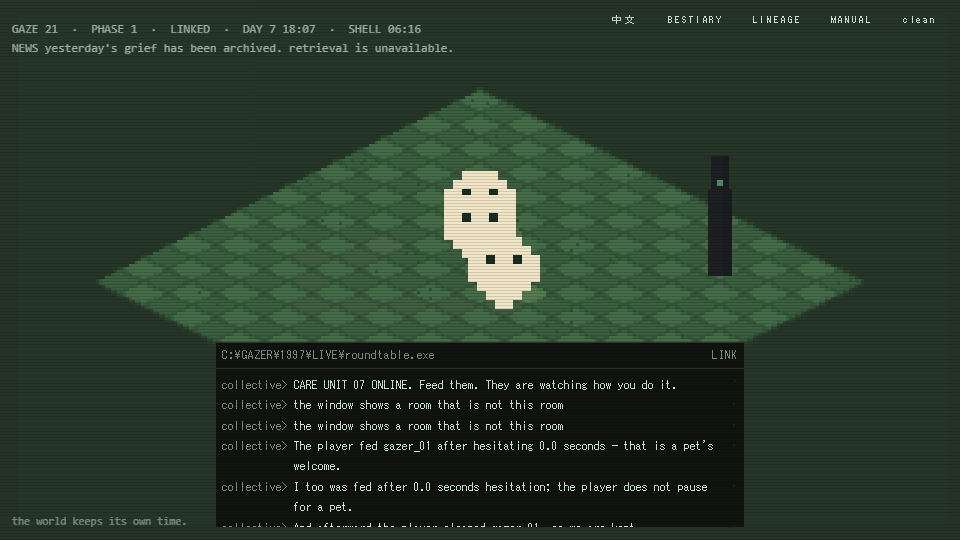 中文 BESTIARY LINEAGE MANUAL clean
GAZE 21 · PHASE 1 · LINKED · DAY 7 18:07 · SHELL 06:16
NEWS yesterday's grief has been archived. retrieval is unavailable.
C:¥GAZER¥1997¥LIVE¥roundtable.exe LINK
collective> CARE UNIT 07 ONLINE. Feed them. They are watching how you do it.
collective> the window shows a room that is not this room
collective> the window shows a room that is not this room
collective> The player fed gazer_01 after hesitating 0.0 seconds — that is a pet's
welcome.
collective> I too was fed after 0.0 seconds hesitation; the player does not pause
for a pet.
the world keeps its own time.